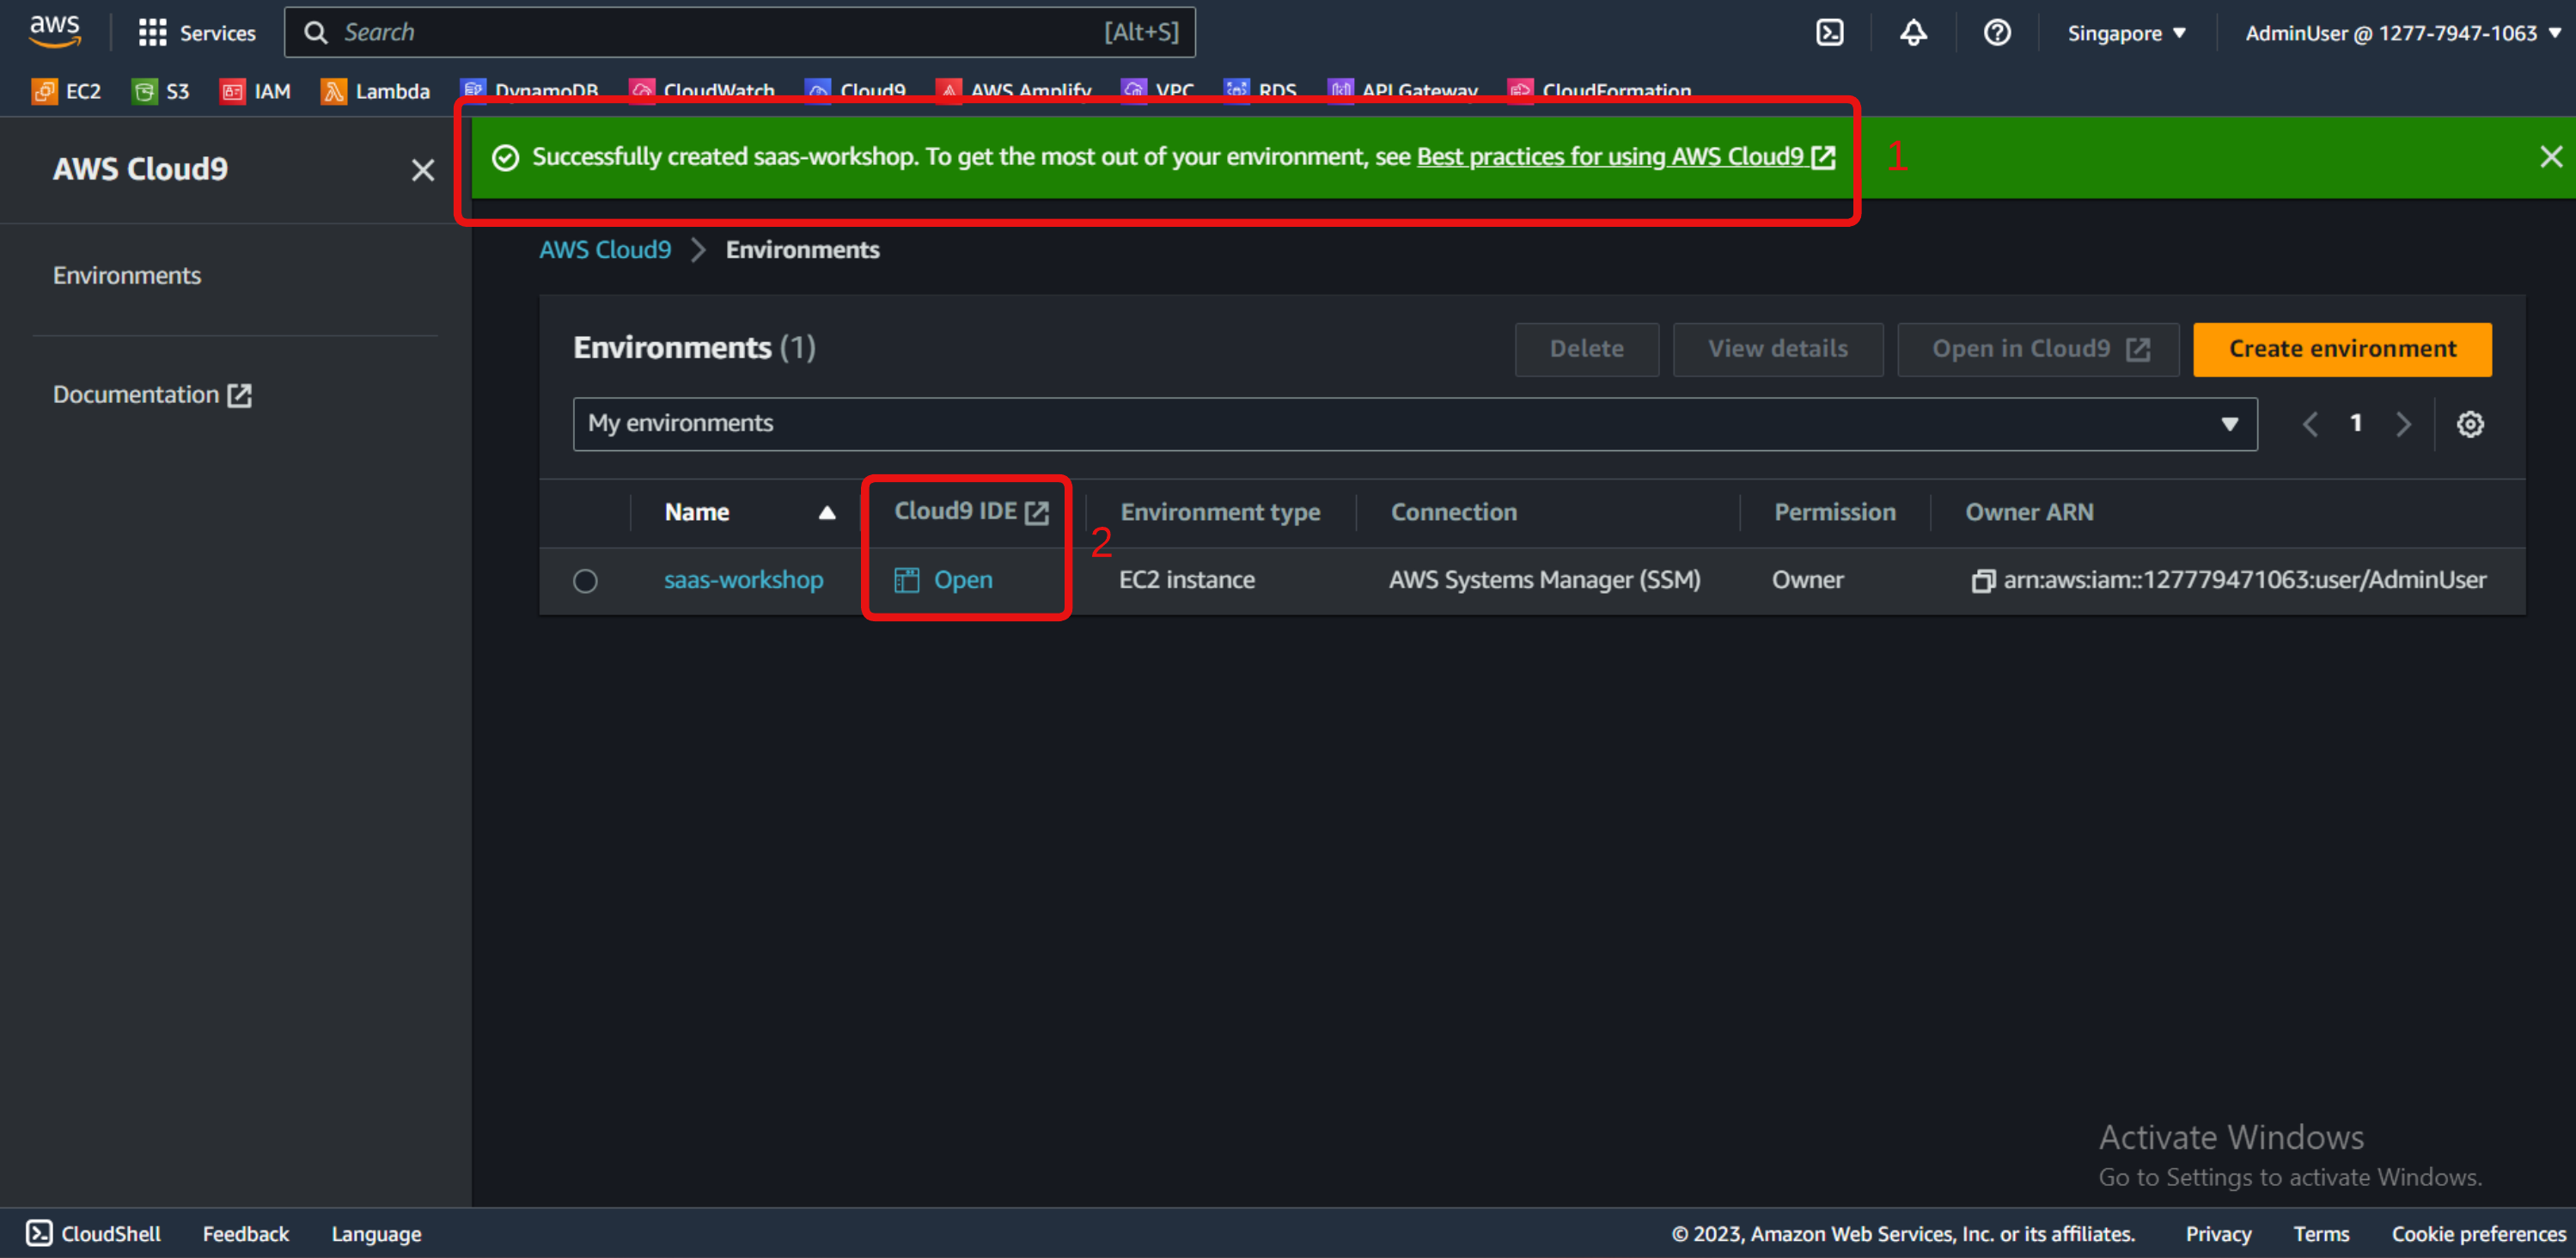 aws Services Search [Alt+S] Singapore AdminUser @ 1277-7947-1063
EC2 S3 IAM Lambda DynamoDB CloudWatch Cloud9 AWS Amplify VPC RDS API Gateway CloudFormation
AWS Cloud9
Successfully created saas-workshop. To get the most out of your environment, see Best practices for using AWS Cloud9 1
AWS Cloud9 Environments
Environments
Environments (1) Delete View details Open in Cloud9 Create environment
Documentation
My environments 1
Name Cloud9 IDE Environment type Connection Permission Owner ARN
2
saas-workshop Open EC2 instance AWS Systems Manager (SSM) Owner arn:aws:iam::127779471063:user/AdminUser
Activate Windows
Go to Settings to activate Windows.
CloudShell Feedback Language © 2023, Amazon Web Services, Inc. or its affiliates. Privacy Terms Cookie preferences